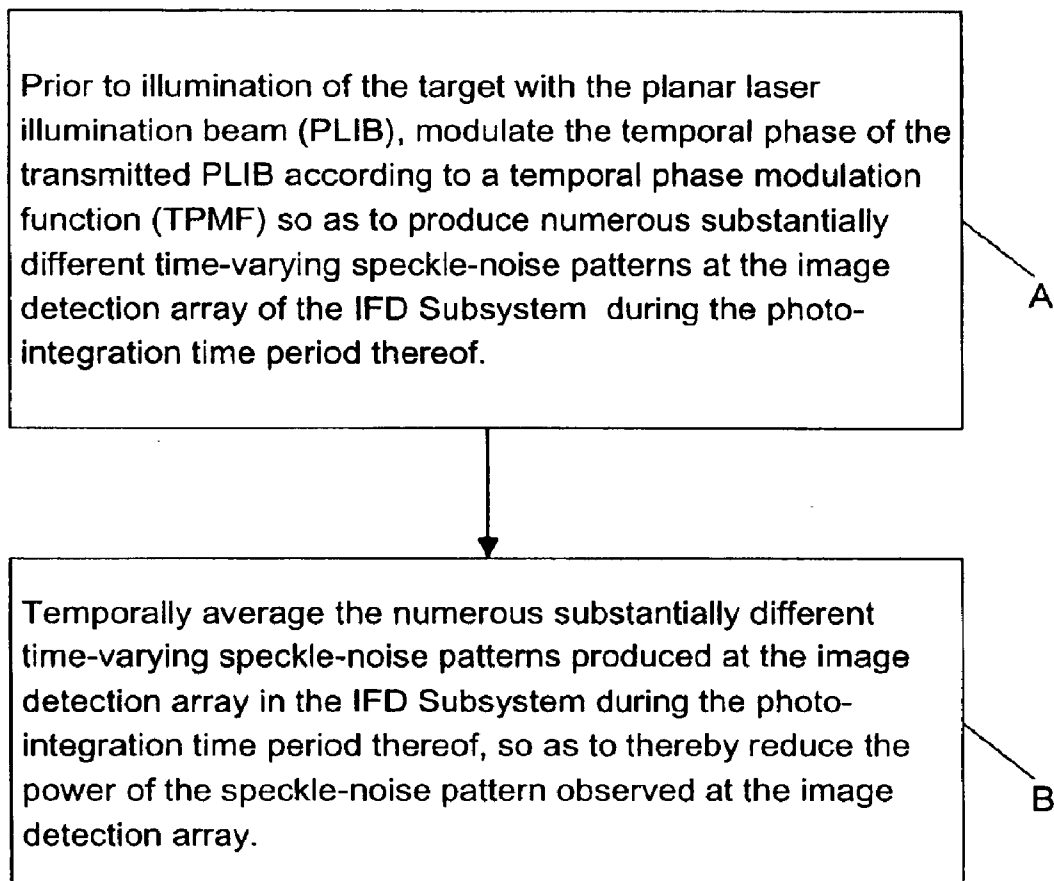 Prior to illumination of the target with the planar laser
illumination beam (PLIB), modulate the temporal phase of the
transmitted PLIB according to a temporal phase modulation
function (TPMF) so as to produce numerous substantially
different time-varying speckle-noise patterns at the image
detection array of the IFD Subsystem during the photo-
integration time period thereof.
A
Temporally average the numerous substantially different
time-varying speckle-noise patterns produced at the image
detection array in the IFD Subsystem during the photo-
integration time period thereof, so as to thereby reduce the
power of the speckle-noise pattern observed at the image
detection array.
B